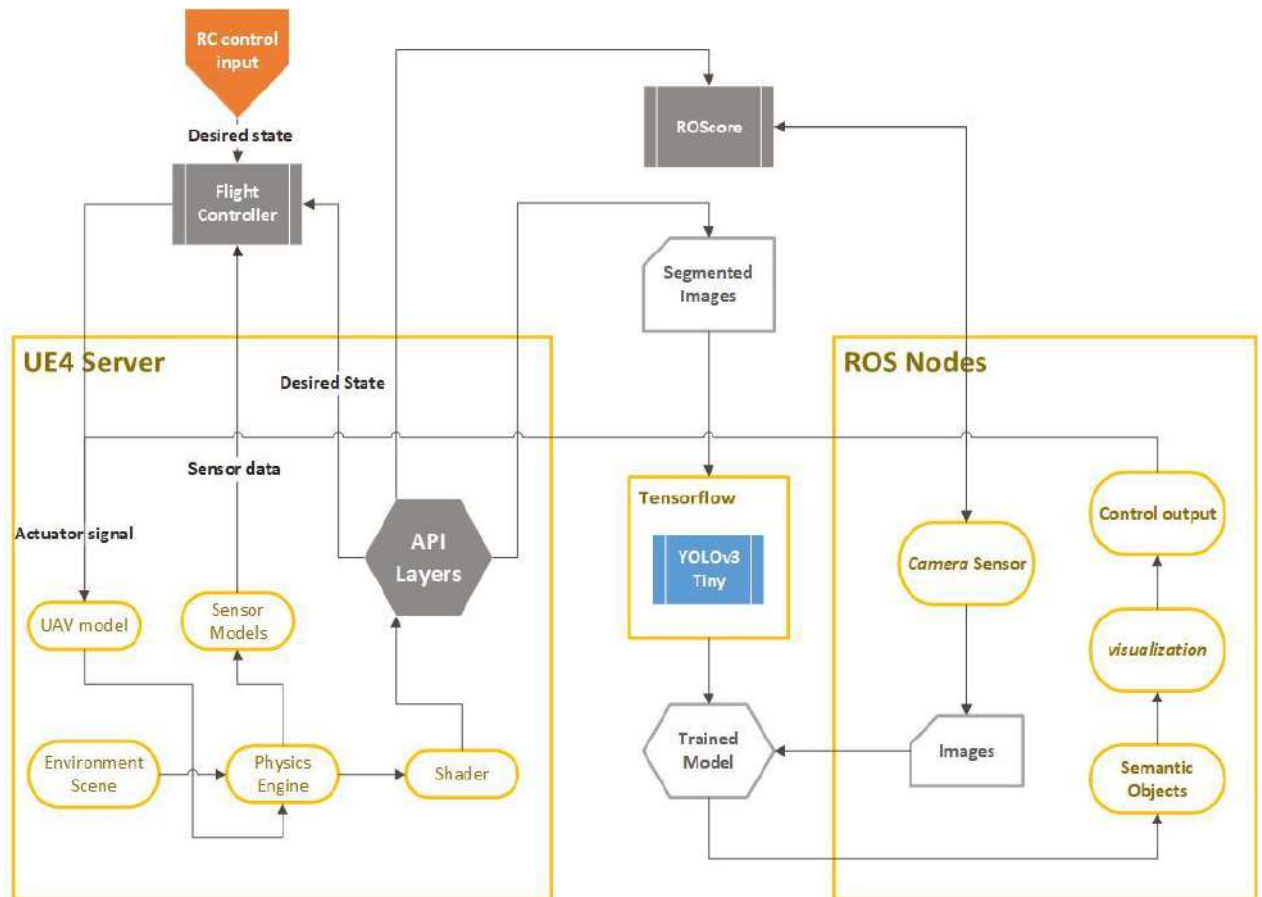 RC control
input
Desired state
Flight
Controller
ROScore
Segmented
Images
UE4 Server
Desired State
Sensor data
Actuator signal
API
Layers
UAV model
Sensor
Models
Environment
Scene
Physics
Engine
Shader
Tensorflow
YOLOv3
Tiny
Trained
Model
ROS Nodes
Camera Sensor
Images
Control output
visualization
Semantic
Objects